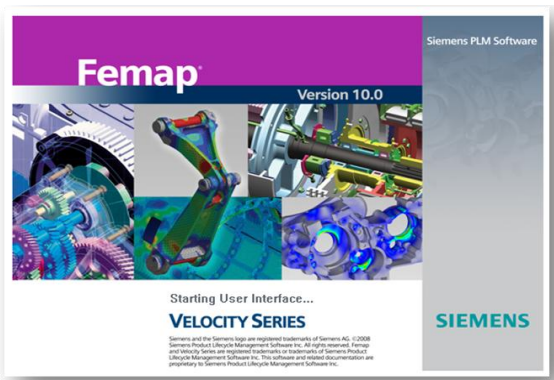 Siemens PLM Software
Femap®
Version 10.0
Starting User Interface...
VELOCITY SERIES
SIEMENS
Siemens and the Siemens logo are registered trademarks of Siemens AG. ©2008
Siemens Product Lifecycle Management Software Inc. All rights reserved. Femap
and Velocity Series are registered trademarks or trademarks of Siemens Product
Lifecycle Management Software Inc. This software and related documentation are
proprietary to Siemens Product Lifecycle Management Software Inc.